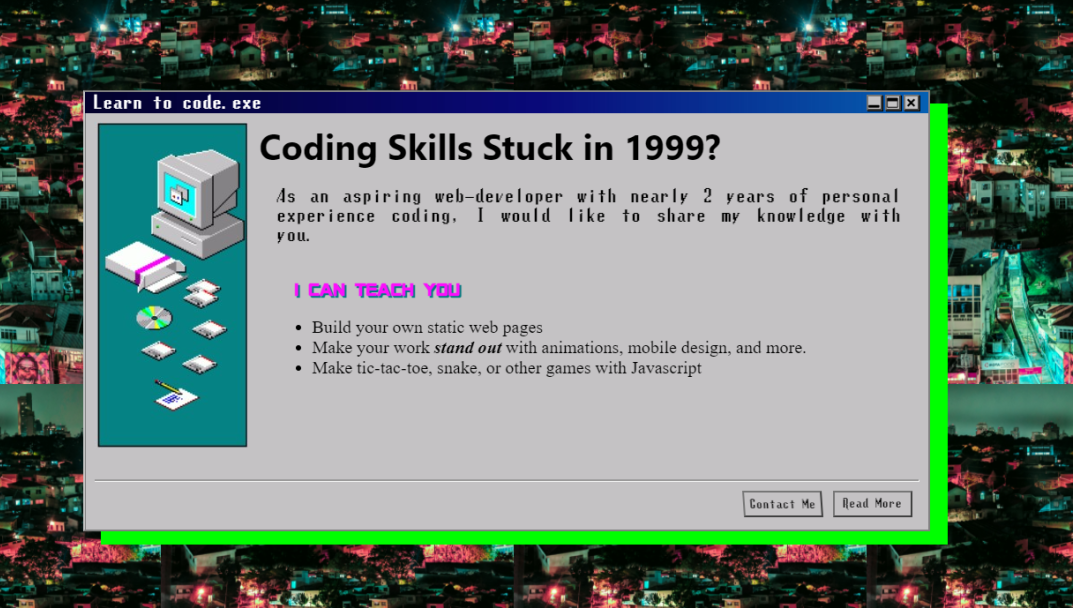 Learn to code.exe
Coding Skills Stuck in 1999?
As an aspiring web-developer with nearly 2 years of personal
experience coding, I would like to share my knowledge with
you.
I CAN TEACH YOU
Build your own static web pages
Make your work stand out with animations, mobile design, and more.
Make tic-tac-toe, snake, or other games with Javascript
Contact Me
Read More